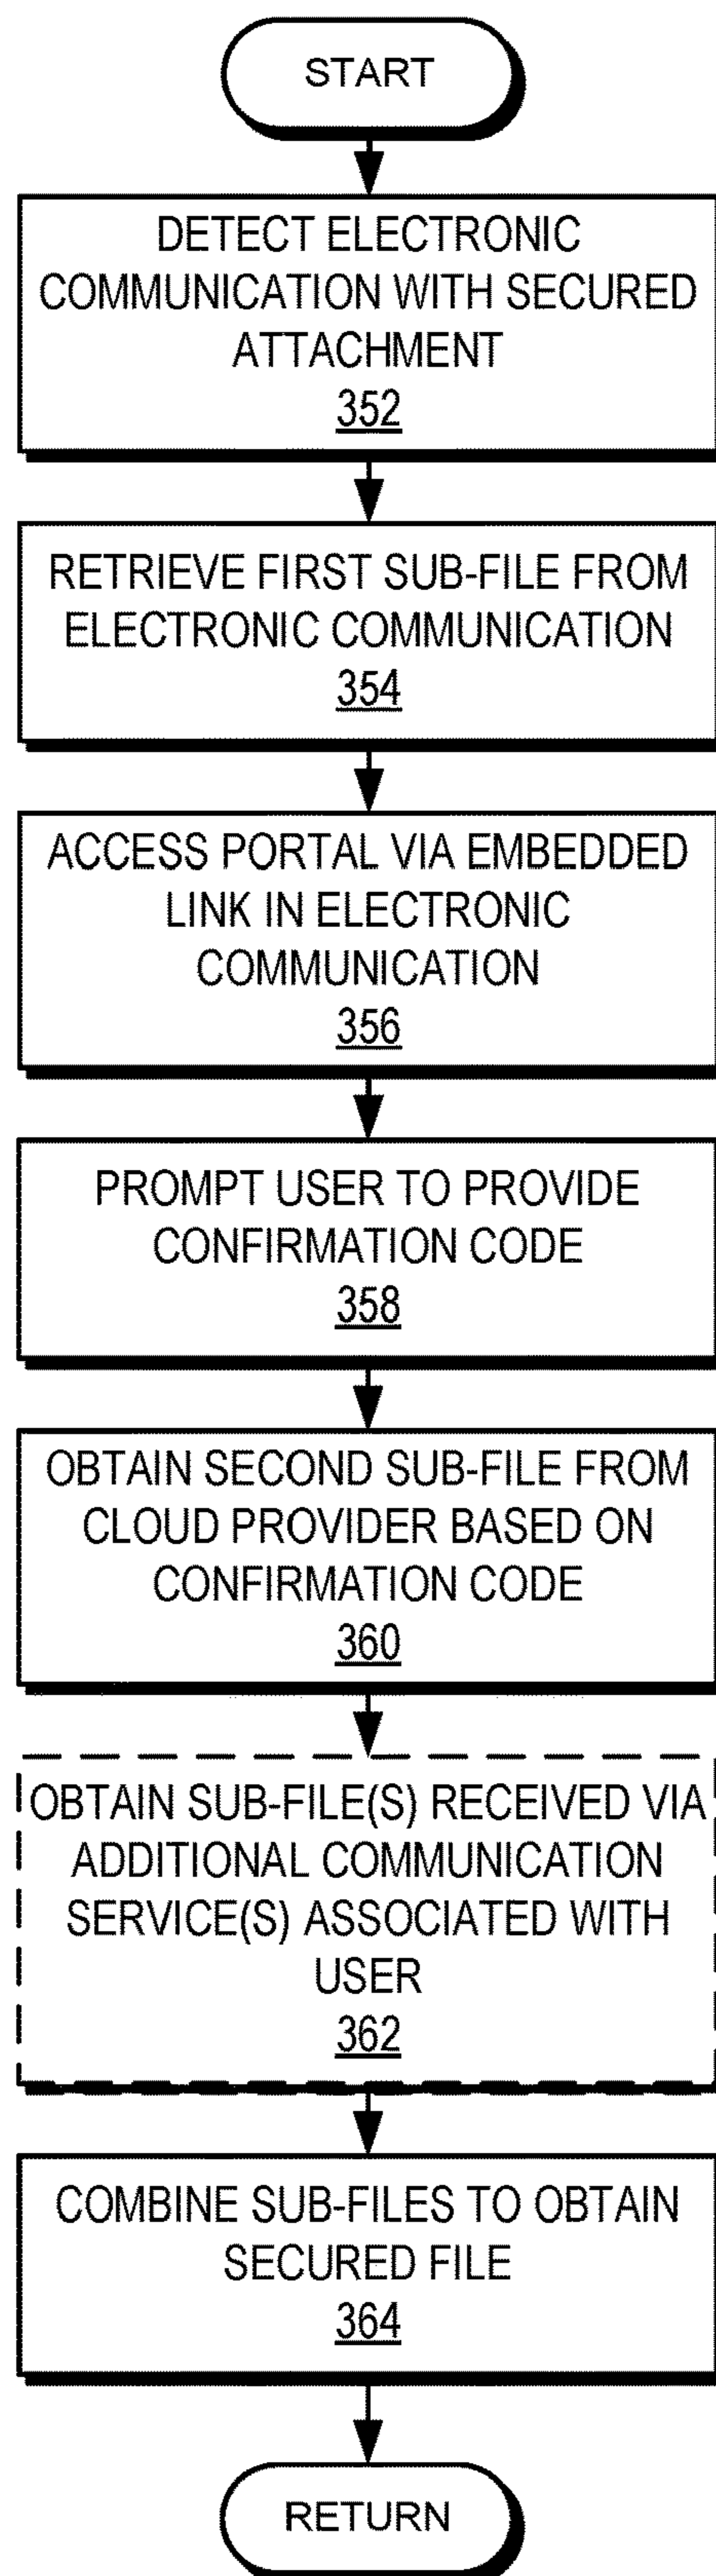 START
DETECT ELECTRONIC
COMMUNICATION WITH SECURED
ATTACHMENT
352
RETRIEVE FIRST SUB-FILE FROM
ELECTRONIC COMMUNICATION
354
ACCESS PORTAL VIA EMBEDDED
LINK IN ELECTRONIC
COMMUNICATION
356
PROMPT USER TO PROVIDE
CONFIRMATION CODE
358
OBTAIN SECOND SUB-FILE FROM
CLOUD PROVIDER BASED ON
CONFIRMATION CODE
360
OBTAIN SUB-FILE(S) RECEIVED VIA
ADDITIONAL COMMUNICATION
SERVICE(S) ASSOCIATED WITH
USER
362
COMBINE SUB-FILES TO OBTAIN
SECURED FILE
364
RETURN